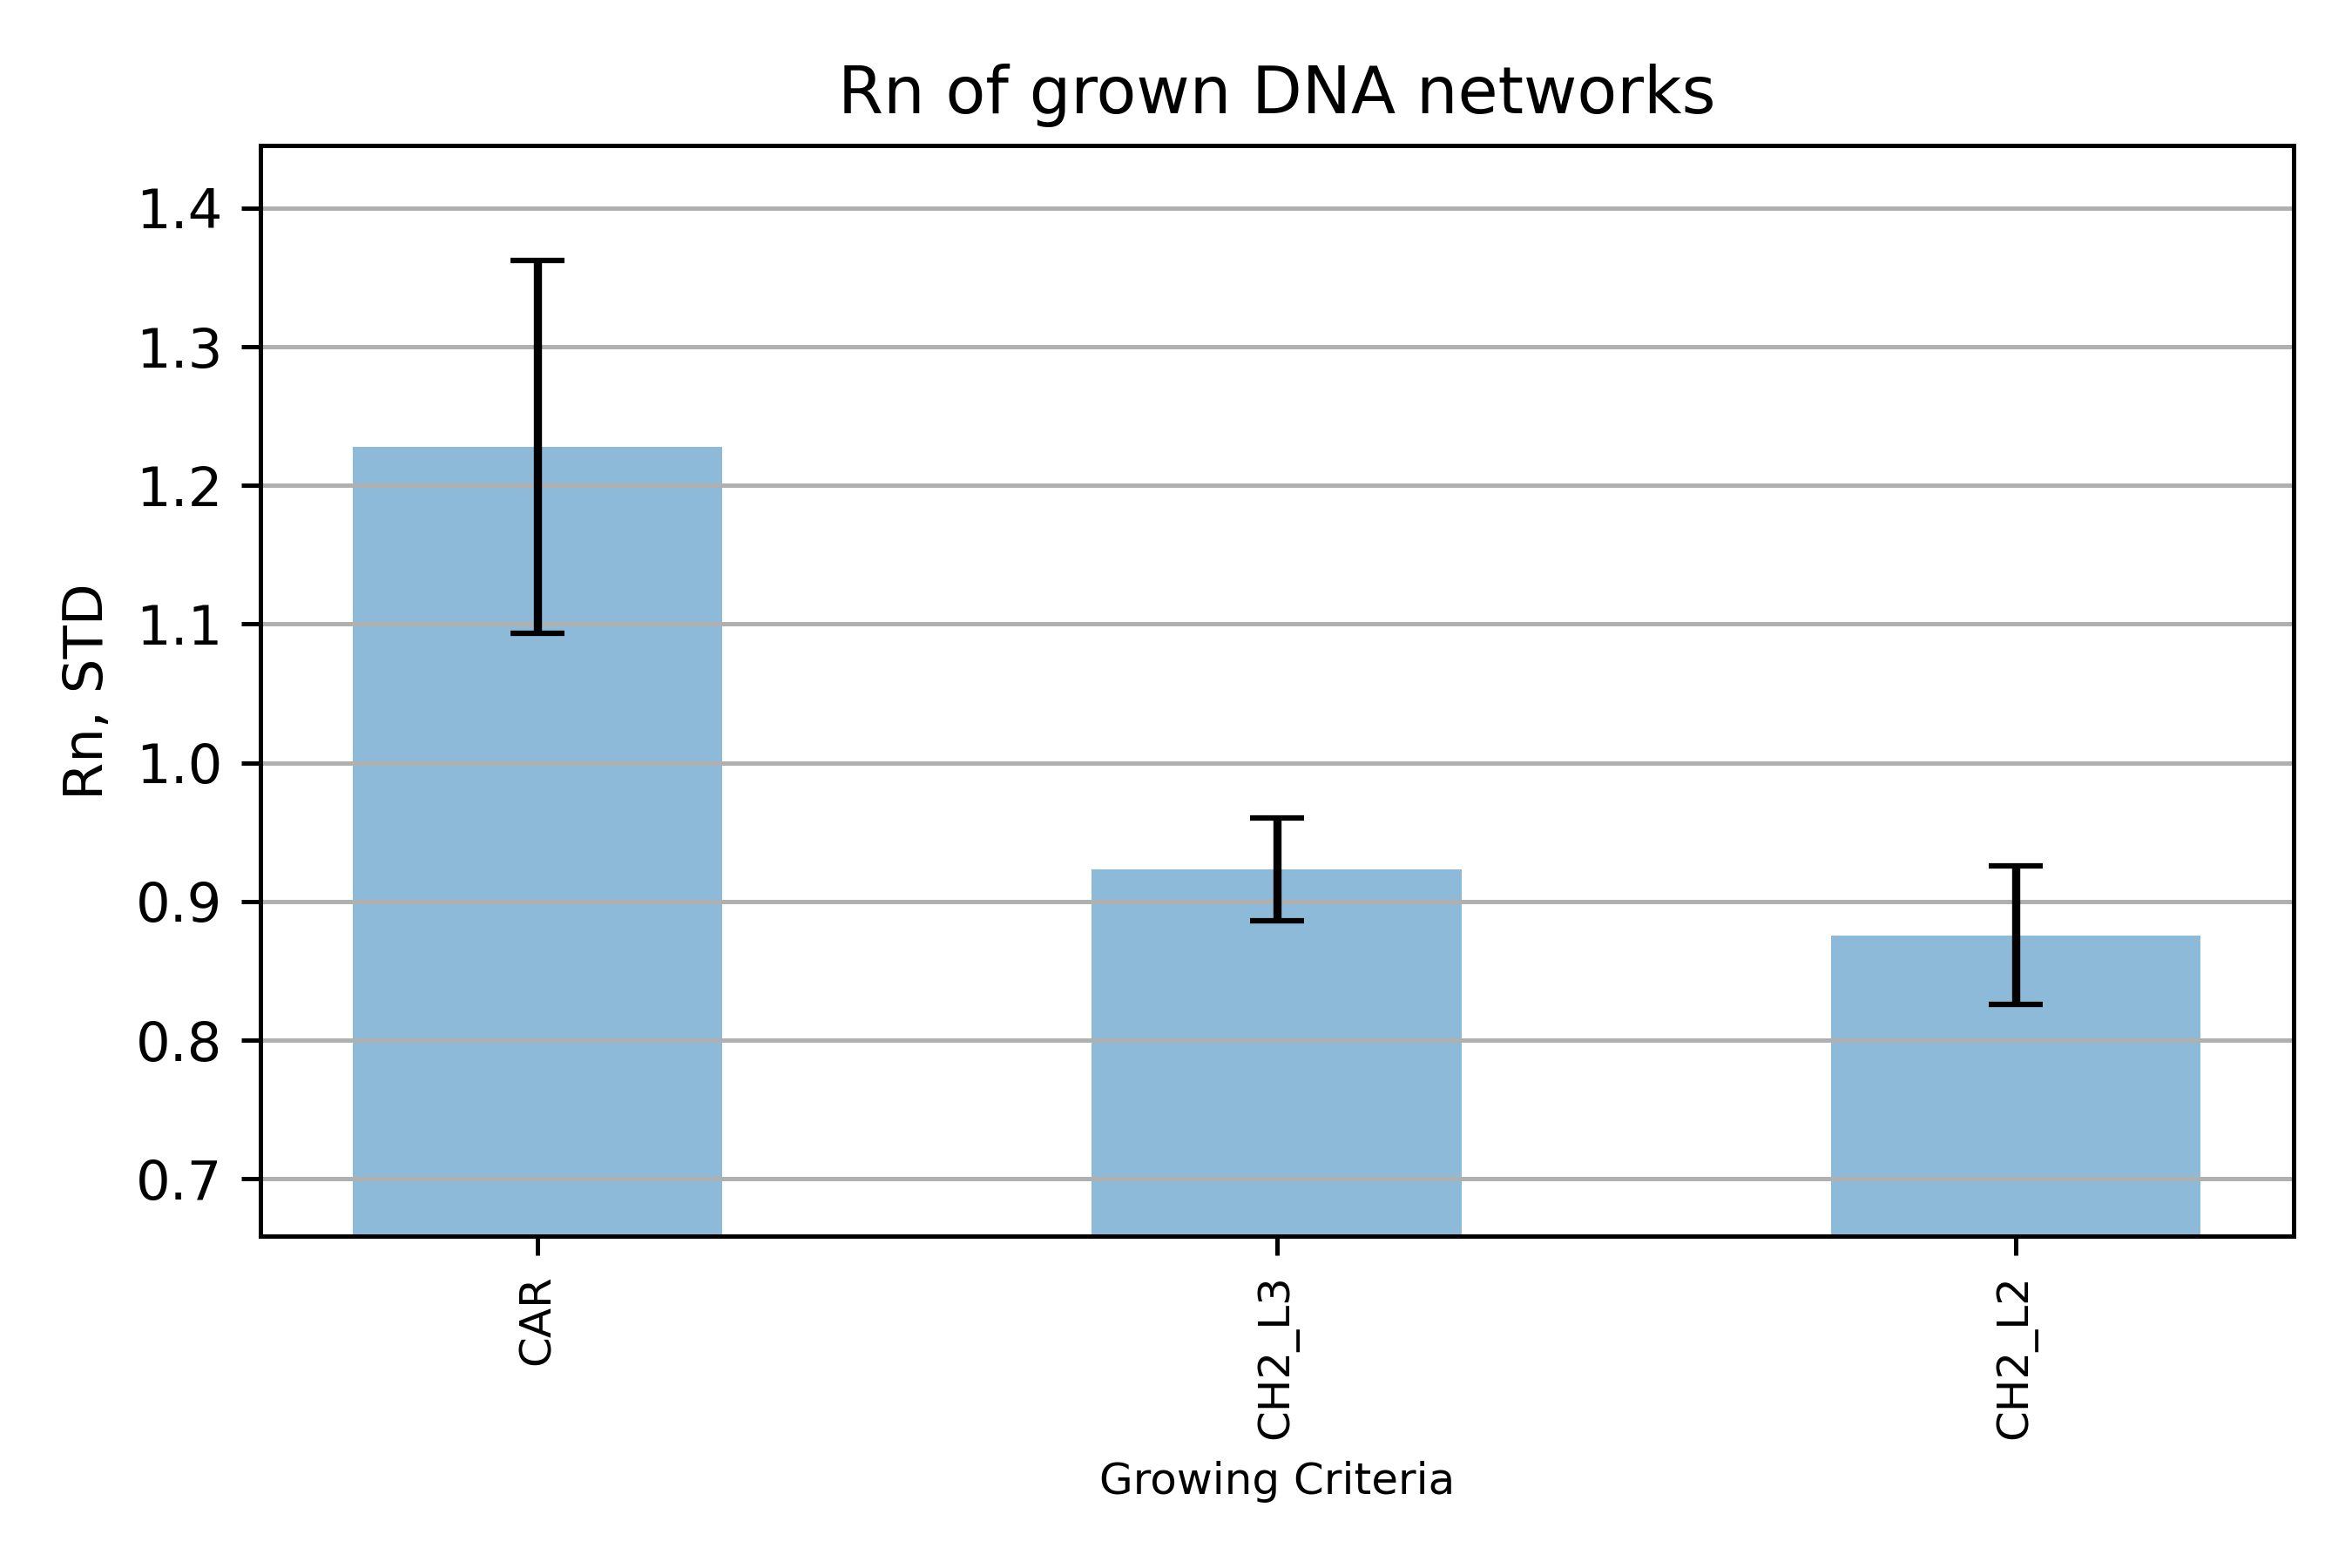 Rn of grown DNA networks
Rn, STD
1.4
1.3
1.2
1.1
1.0
0.9
0.8
0.7
CAR
CH2_L3
CH2_L2
Growing Criteria